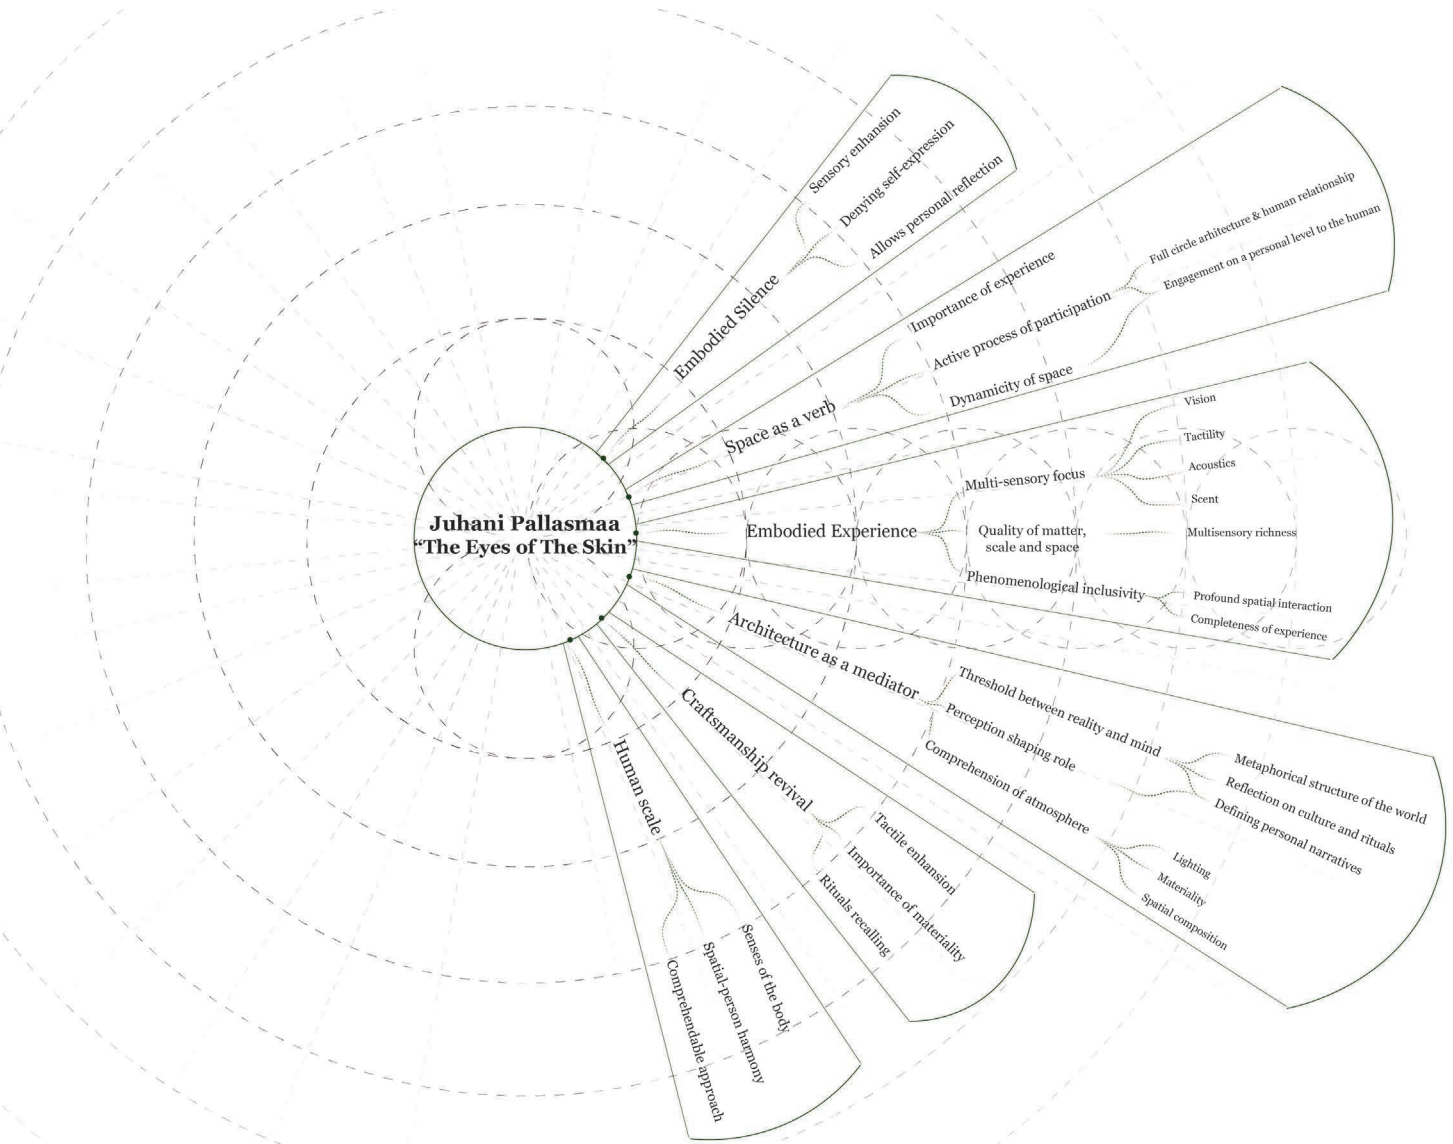 Juhani Pallasmaa
“The Eyes of The Skin”
Embodied Silence
Sensory enhansion
Denying self-expression
Allows personal reflection
Space as a verb
Importance of experience
Active process of participation
Full circle arhitecture & human relationship
Engagement on a personal level to the human
Dynamicity of space
Embodied Experience
Multi-sensory focus
Vision
Tactility
Acoustics
Scent
Quality of matter,
scale and space
Multisensory richness
Phenomenological inclusivity
Profound spatial interaction
Completeness of experience
Architecture as a mediator
Threshold between reality and mind
Metaphorical structure of the world
Reflection on culture and rituals
Defining personal narratives
Perception shaping role
Comprehension of atmosphere
Lighting
Materiality
Spatial composition
Craftsmanship revival
Tactile enhansion
Importance of materiality
Rituals recalling
Human scale
Senses of the body
Spatial-person harmony
Comprehendable approach